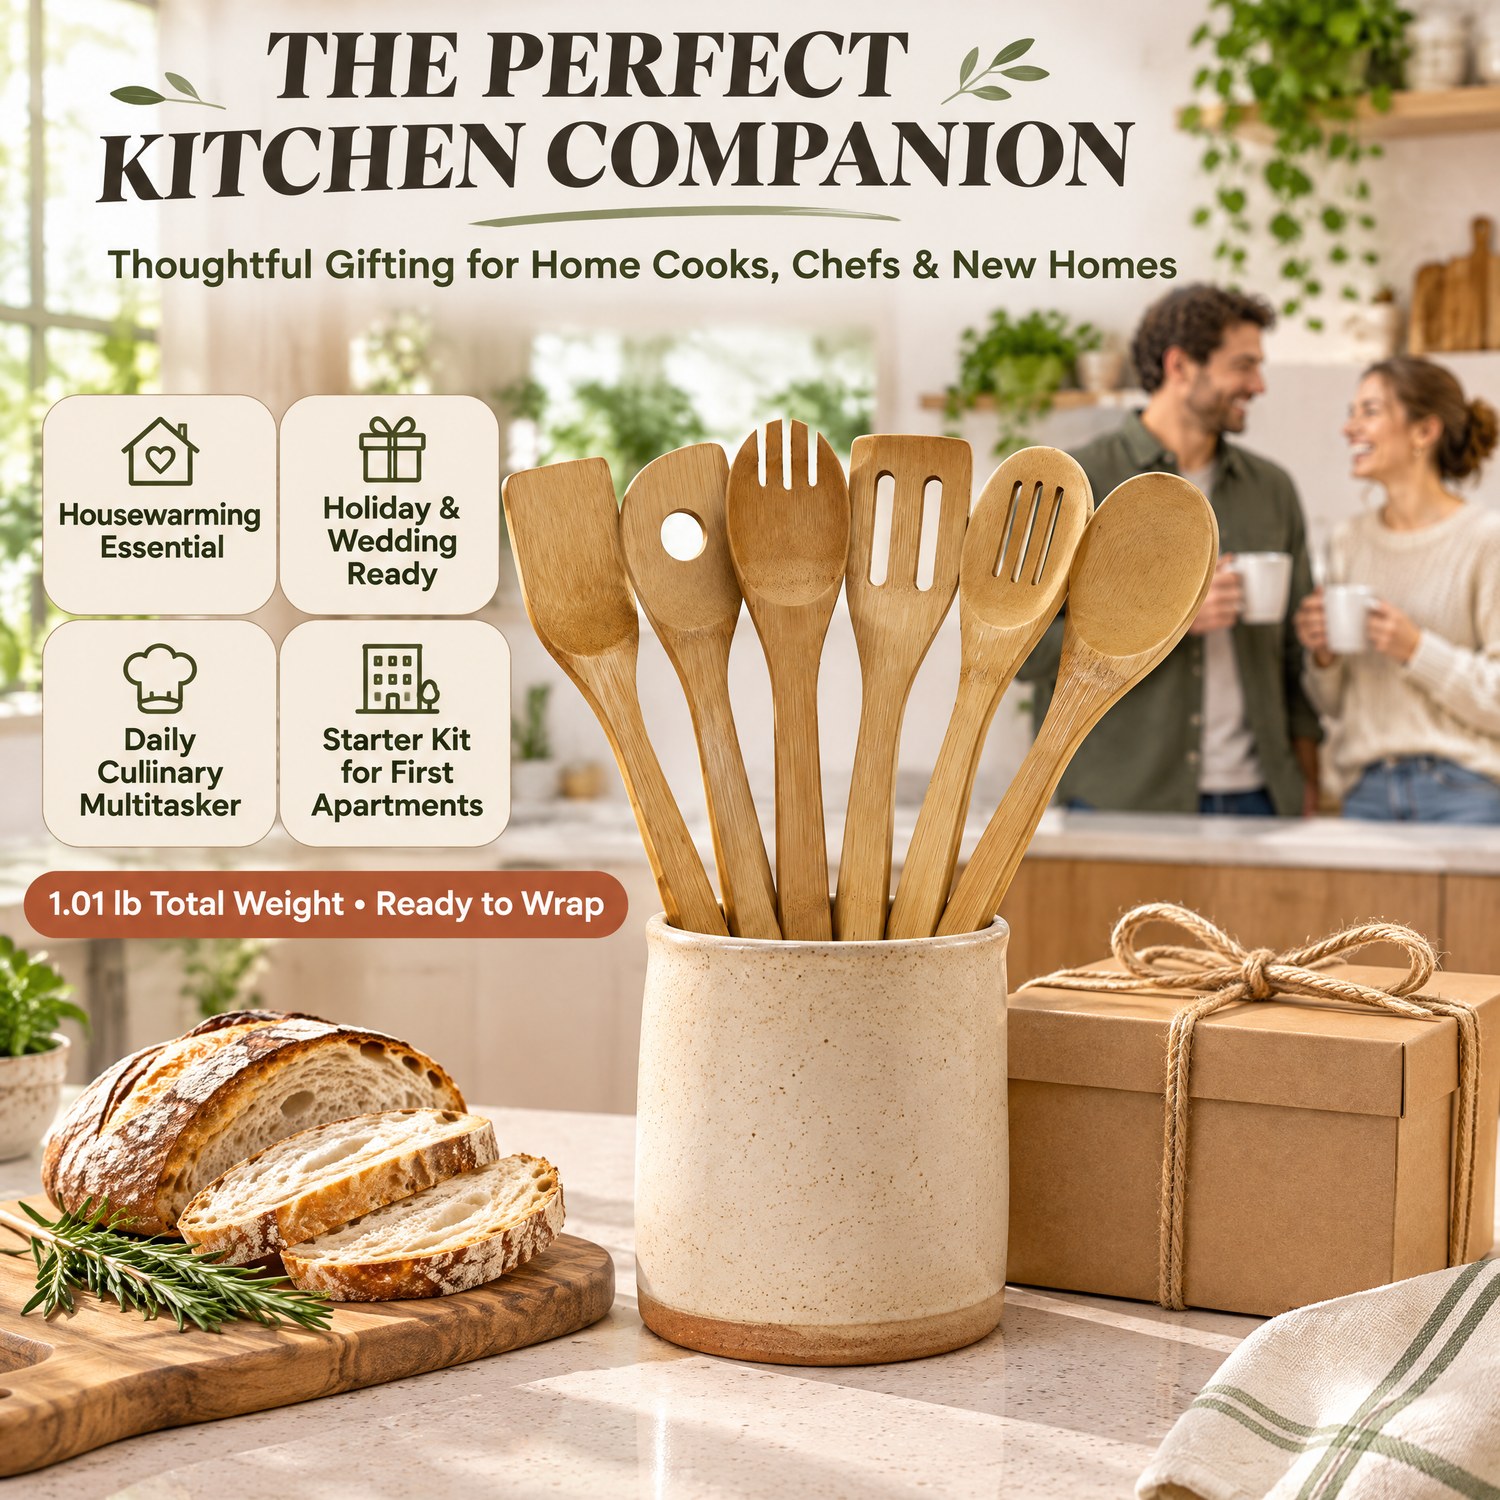 THE PERFECT
KITCHEN COMPANION
Thoughtful Gifting for Home Cooks, Chefs & New Homes
Housewarming
Essential
Holiday &
Wedding
Ready
Daily
Culiinary
Multitasker
Starter Kit
for First
Apartments
1.01 lb Total Weight • Ready to Wrap